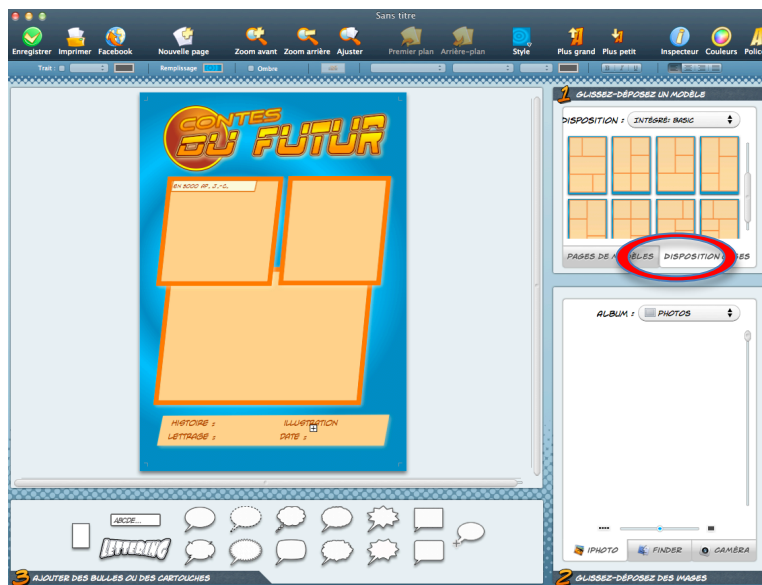 Sans titre
Enregistrer Imprimer Facebook Nouvelle page Zoom avant Zoom arrière Ajuster Premier plan Arrière-plan Style Plus grand Plus petit Inspecteur Couleurs Police
Trait : Remplissage Ombre B I U
1 GLISSEZ-DÉPOSEZ UN MODÈLE
DISPOSITION : INTÉGRÉ: BASIC
CONTES
DU FUTUR
EN 3000 AP. J.-C.
PAGES DE MODÈLES DISPOSITION PAGES
ALBUM : PHOTOS
HISTOIRE : ILLUSTRATION
LETTRAGE : DATE :
ABCDE...
LETTERING
IPHOTO FINDER CAMÉRA
3 AJOUTER DES BULLES OU DES CARTOUCHES
2 GLISSEZ-DÉPOSEZ DES IMAGES